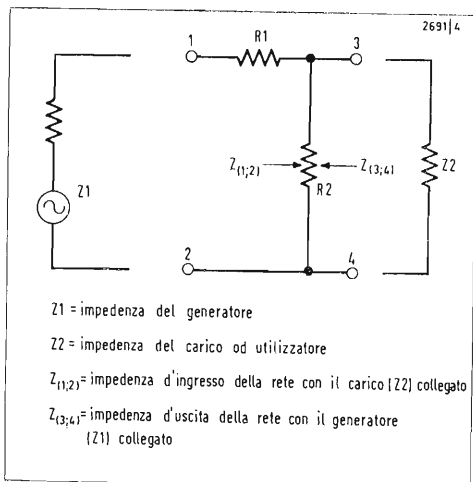 2691|4
1
R1
3
Z(1;2)
Z(3;4)
Z2
R2
Z1
2
4
Z1 = impedenza del generatore
Z2 = impedenza del carico od utilizzatore
Z(1;2)= impedenza d'ingresso della rete con il carico (Z2) collegato
Z(3;4)= impedenza d'uscita della rete con il generatore
(Z1) collegato